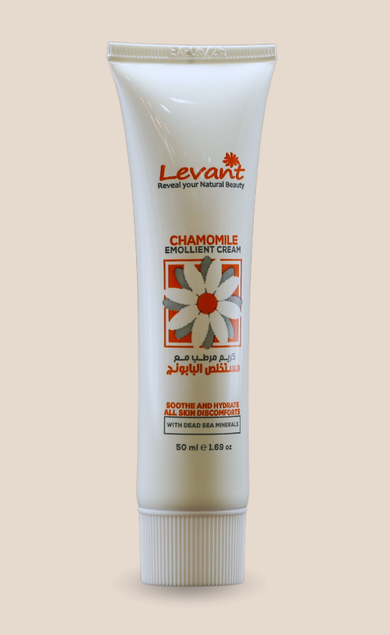 Levant
Reveal your Natural Beauty
CHAMOMILE
EMOLLIENT CREAM
كريم مرطب مع
مستخلص البابونج
SOOTHE AND HYDRATE
ALL SKIN DISCOMFORTS
WITH DEAD SEA MINERALS
50 ml e 1.69 oz